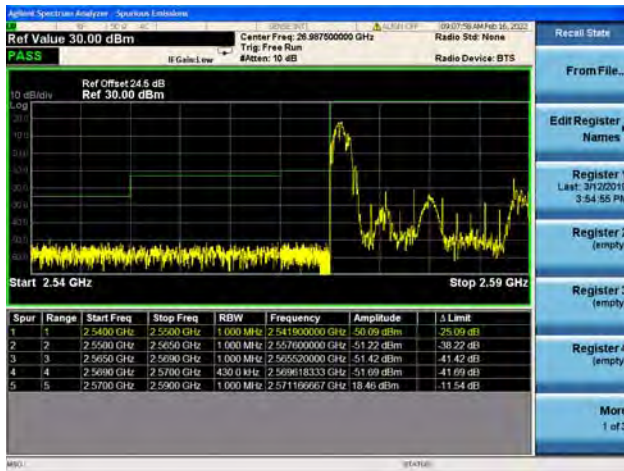 Agilent Spectrum Analyzer - Spurious Emissions
RF 50 Ω AC SENSE:INT ALIGN OFF 09:07:58 AM Feb 16, 2022
Ref Value 30.00 dBm
Center Freq: 26.987500000 GHz
Radio Std: None
Trig: Free Run
PASS
IFGain:Low
#Atten: 10 dB
Radio Device: BTS
Ref Offset 24.5 dB
10 dB/div Ref 30.00 dBm
Log
Start 2.54 GHz
Stop 2.59 GHz
Spur Range Start Freq Stop Freq RBW Frequency Amplitude Δ Limit
1 1 2.5400 GHz 2.5500 GHz 1.000 MHz 2.541900000 GHz -50.09 dBm -25.09 dB
2 2 2.5500 GHz 2.5650 GHz 1.000 MHz 2.557600000 GHz -51.22 dBm -38.22 dB
3 3 2.5650 GHz 2.5690 GHz 1.000 MHz 2.565520000 GHz -51.42 dBm -41.42 dB
4 4 2.5690 GHz 2.5700 GHz 430.0 kHz 2.569618333 GHz -51.69 dBm -41.69 dB
5 5 2.5700 GHz 2.5900 GHz 1.000 MHz 2.571166667 GHz 18.46 dBm -11.54 dB
MSG
STATUS
Recall State
From File...
Edit Register
Names
Register 1
Last: 3/12/2019
3:54:55 PM
Register 2
(empty
Register 3
(empty
Register 4
(empty
More
1 of 3